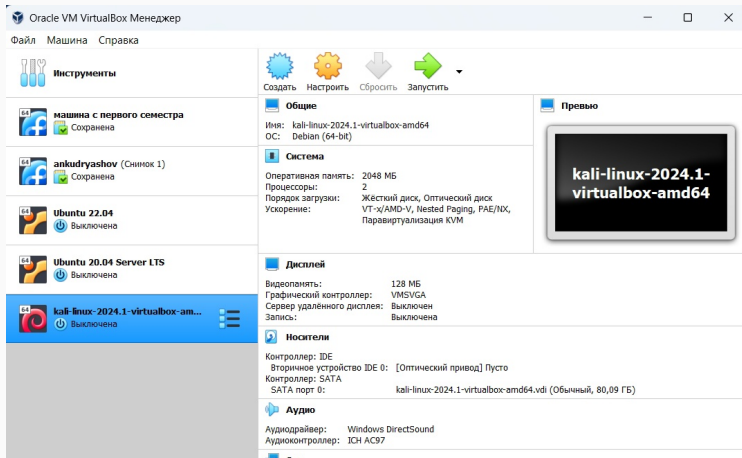 Oracle VM VirtualBox Менеджер
Файл Машина Справка
Инструменты
64
машина с первого семестра
Сохранена
64
ankudryashov (Снимок 1)
Сохранена
64
Ubuntu 22.04
Выключена
64
Ubuntu 20.04 Server LTS
Выключена
64
kali-linux-2024.1-virtualbox-am...
Выключена
Создать Настроить Сбросить Запустить
Общие
Имя: kali-linux-2024.1-virtualbox-amd64
ОС: Debian (64-bit)
Превью
kali-linux-2024.1-
virtualbox-amd64
Система
Оперативная память: 2048 МБ
Процессоры: 2
Порядок загрузки: Жёсткий диск, Оптический диск
Ускорение: VT-x/AMD-V, Nested Paging, PAE/NX,
Паравиртуализация KVM
Дисплей
Видеопамять: 128 МБ
Графический контроллер: VMSVGA
Сервер удалённого дисплея: Выключен
Запись: Выключена
Носители
Контроллер: IDE
Вторичное устройство IDE 0: [Оптический привод] Пусто
Контроллер: SATA
SATA порт 0: kali-linux-2024.1-virtualbox-amd64.vdi (Обычный, 80,09 ГБ)
Аудио
Аудиодрайвер: Windows DirectSound
Аудиоконтроллер: ICH AC97